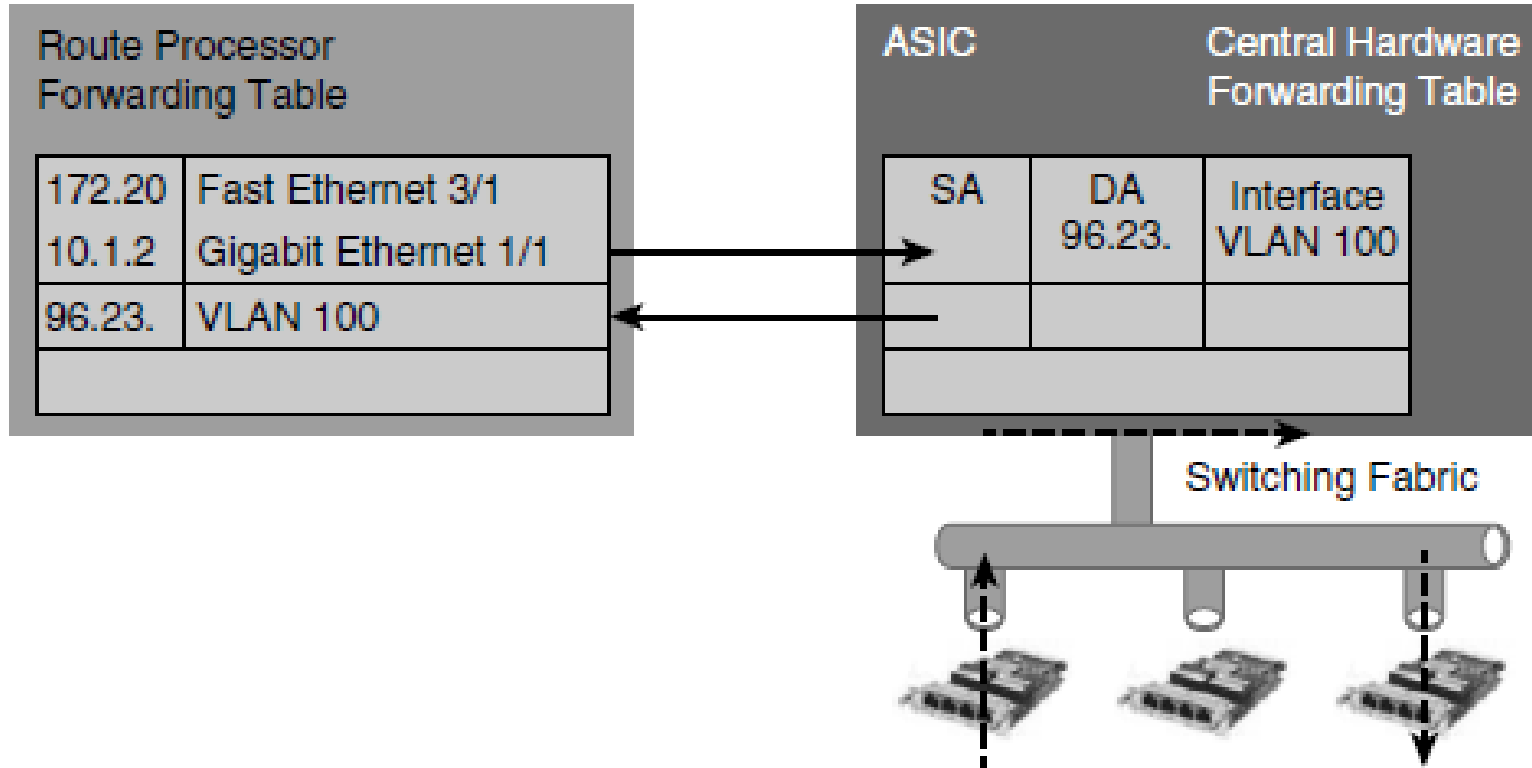 Route Processor
Forwarding Table
172.20 Fast Ethernet 3/1
10.1.2 Gigabit Ethernet 1/1
96.23. VLAN 100
ASIC
Central Hardware
Forwarding Table
SA
DA
96.23.
Interface
VLAN 100
Switching Fabric